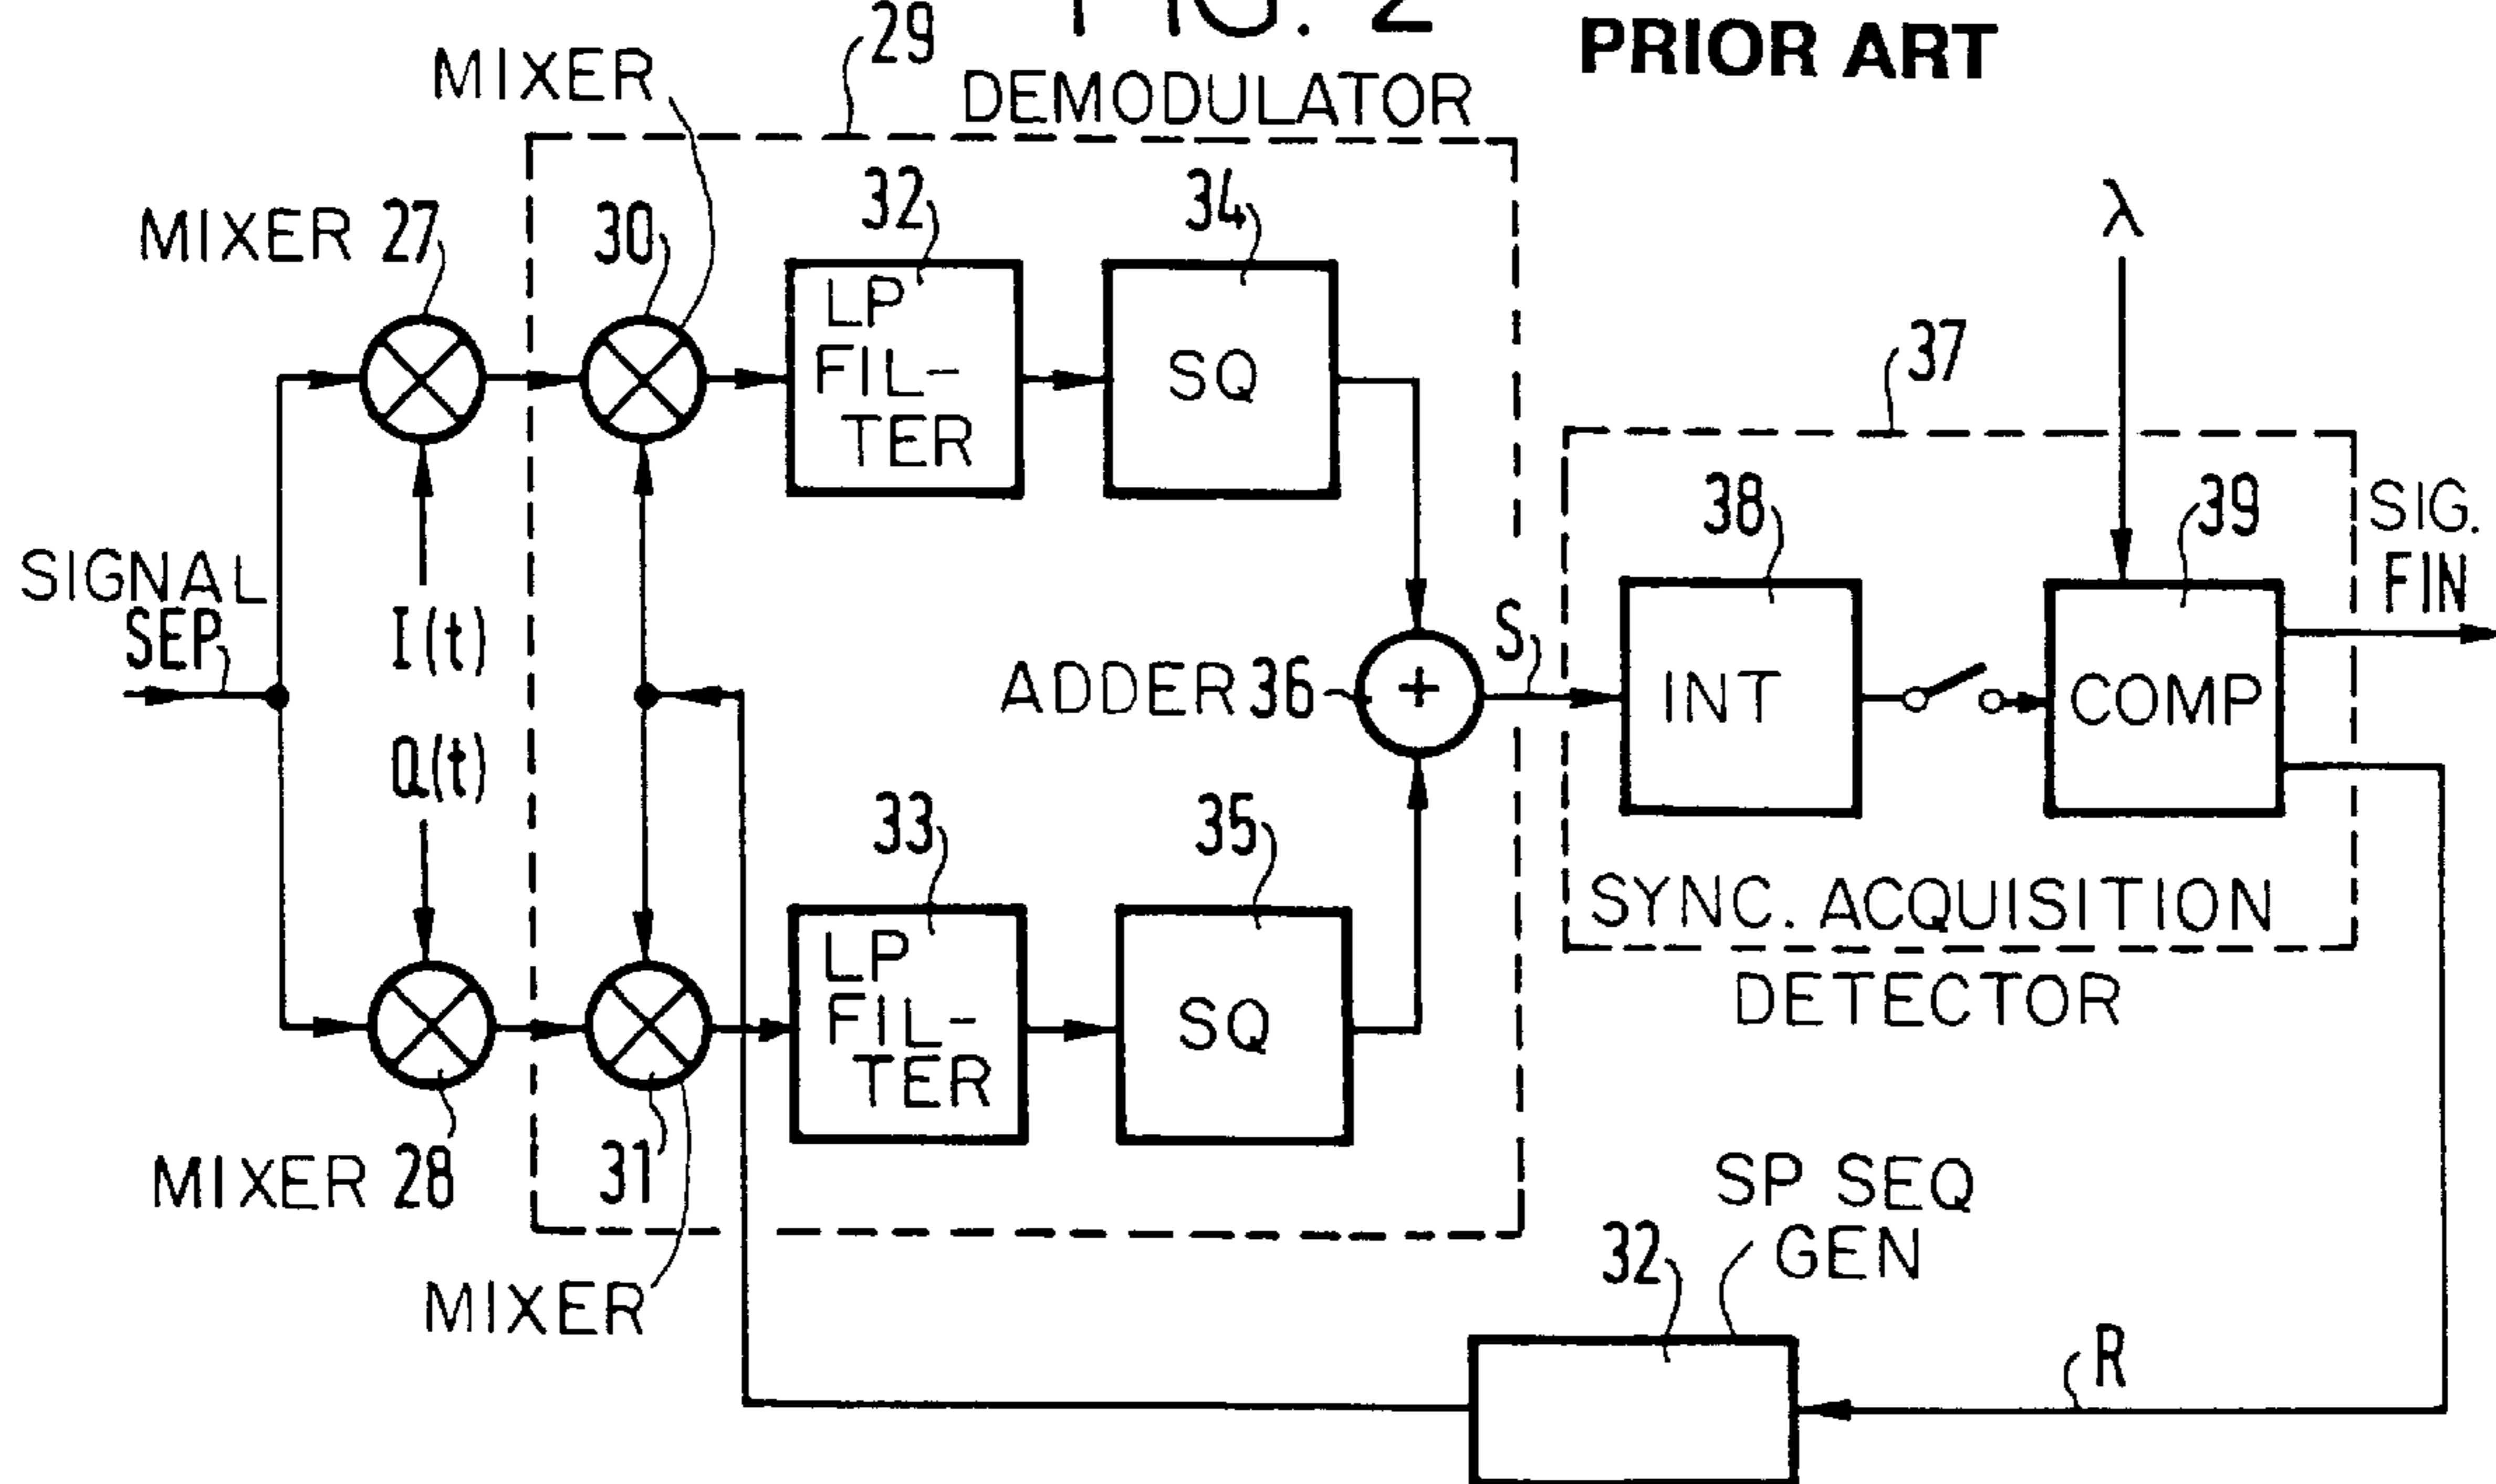 FIG. 2
PRIOR ART
29
MIXER
DEMODULATOR
MIXER 27
30
32
34
λ
LP
FIL-
TER
SQ
37
38
39
SIG.
FIN
SIGNAL
SEP
I(t)
Q(t)
ADDER 36
S
INT
COMP
33
35
LP
FIL-
TER
SQ
SYNC. ACQUISITION
DETECTOR
MIXER 28
31
MIXER
SP SEQ
GEN
32
R